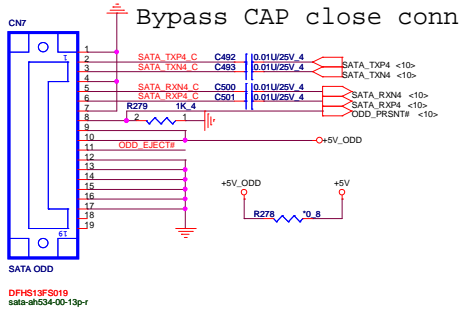 Bypass CAP close conn
CN7
1
1
2 SATA_TXP4_C C492 0.01U/25V_4 SATA_TXP4 <10>
3 SATA_TXN4_C C493 0.01U/25V_4 SATA_TXN4 <10>
4
5 SATA_RXN4_C C500 0.01U/25V_4 SATA_RXN4 <10>
6 SATA_RXP4_C C501 0.01U/25V_4 SATA_RXP4 <10>
7 R279 1K_4 ODD_PRSNT# <10>
8 2 1
9
10 +5V_ODD
11 ODD_EJECT#
12
13
14
15
16
17
18
19
19
+5V_ODD +5V
R278 *0_8
SATA ODD
DFHS13FS019
sata-ah534-00-13p-r